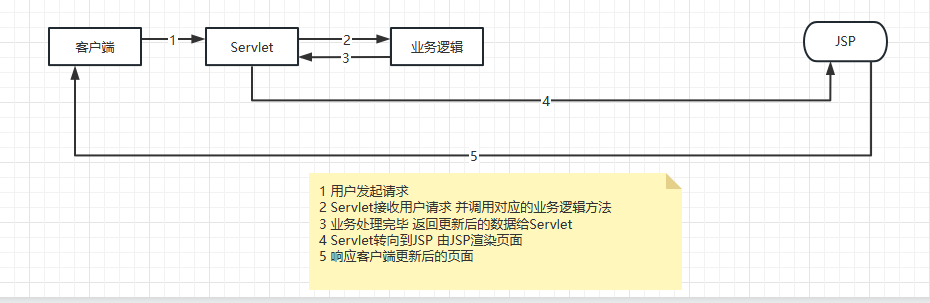 客户端
1
Servlet
2
3
业务逻辑
JSP
4
5
1 用户发起请求
2 Servlet接收用户请求 并调用对应的业务逻辑方法
3 业务处理完毕 返回更新后的数据给Servlet
4 Servlet转向到JSP 由JSP渲染页面
5 响应客户端更新后的页面